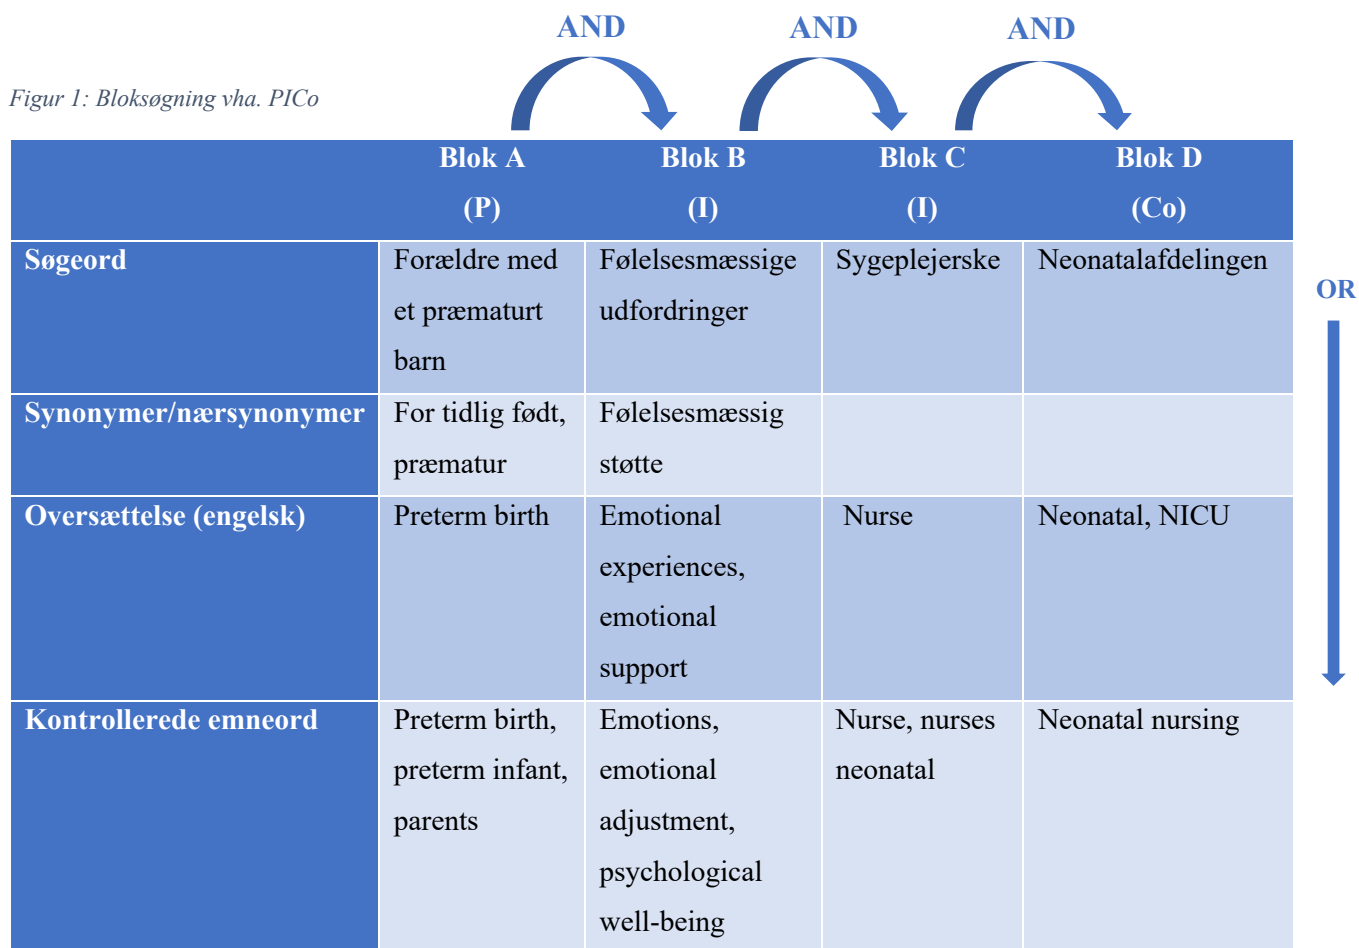 AND AND AND
Figur 1: Bloksøgning vha. PICo
Blok A Blok B Blok C Blok D
(P) (I) (I) (Co)
Søgeord
Forældre med
et præmaturt
barn
Følelsesmæssige
udfordringer
Sygeplejerske
Neonatalafdelingen
OR
Synonymer/nærsynonymer
For tidlig født,
præmatur
Følelsesmæssig
støtte
Oversættelse (engelsk)
Preterm birth
Emotional
experiences,
emotional
support
Nurse
Neonatal, NICU
Kontrollerede emneord
Preterm birth,
preterm infant,
parents
Emotions,
emotional
adjustment,
psychological
well-being
Nurse, nurses
neonatal
Neonatal nursing